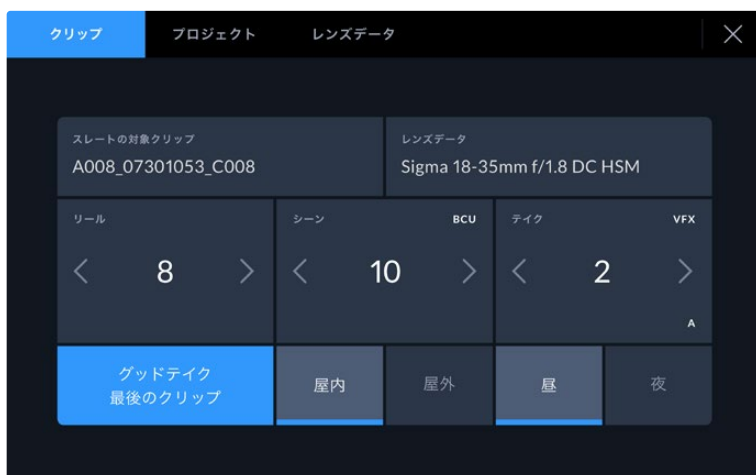 クリップ プロジェクト レンズデータ
スレートの対象クリップ レンズデータ
A008_07301053_C008 Sigma 18-35mm f/1.8 DC HSM
リール シーン BCU テイク VFX
8 10 2
A
グッドテイク
最後のクリップ
屋内 屋外 昼 夜